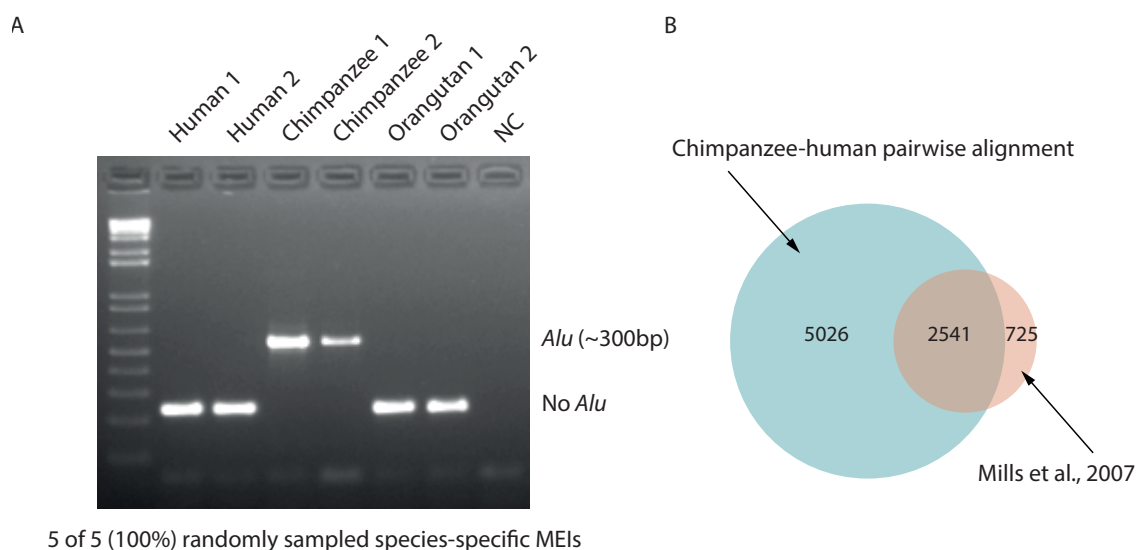 A
Human 1
Human 2
Chimpanzee 1
Chimpanzee 2
Orangutan 1
Orangutan 2
NC
Alu (~300bp)
No Alu
5 of 5 (100%) randomly sampled species-specific MEIs
B
Chimpanzee-human pairwise alignment
5026
2541
725
Mills et al., 2007